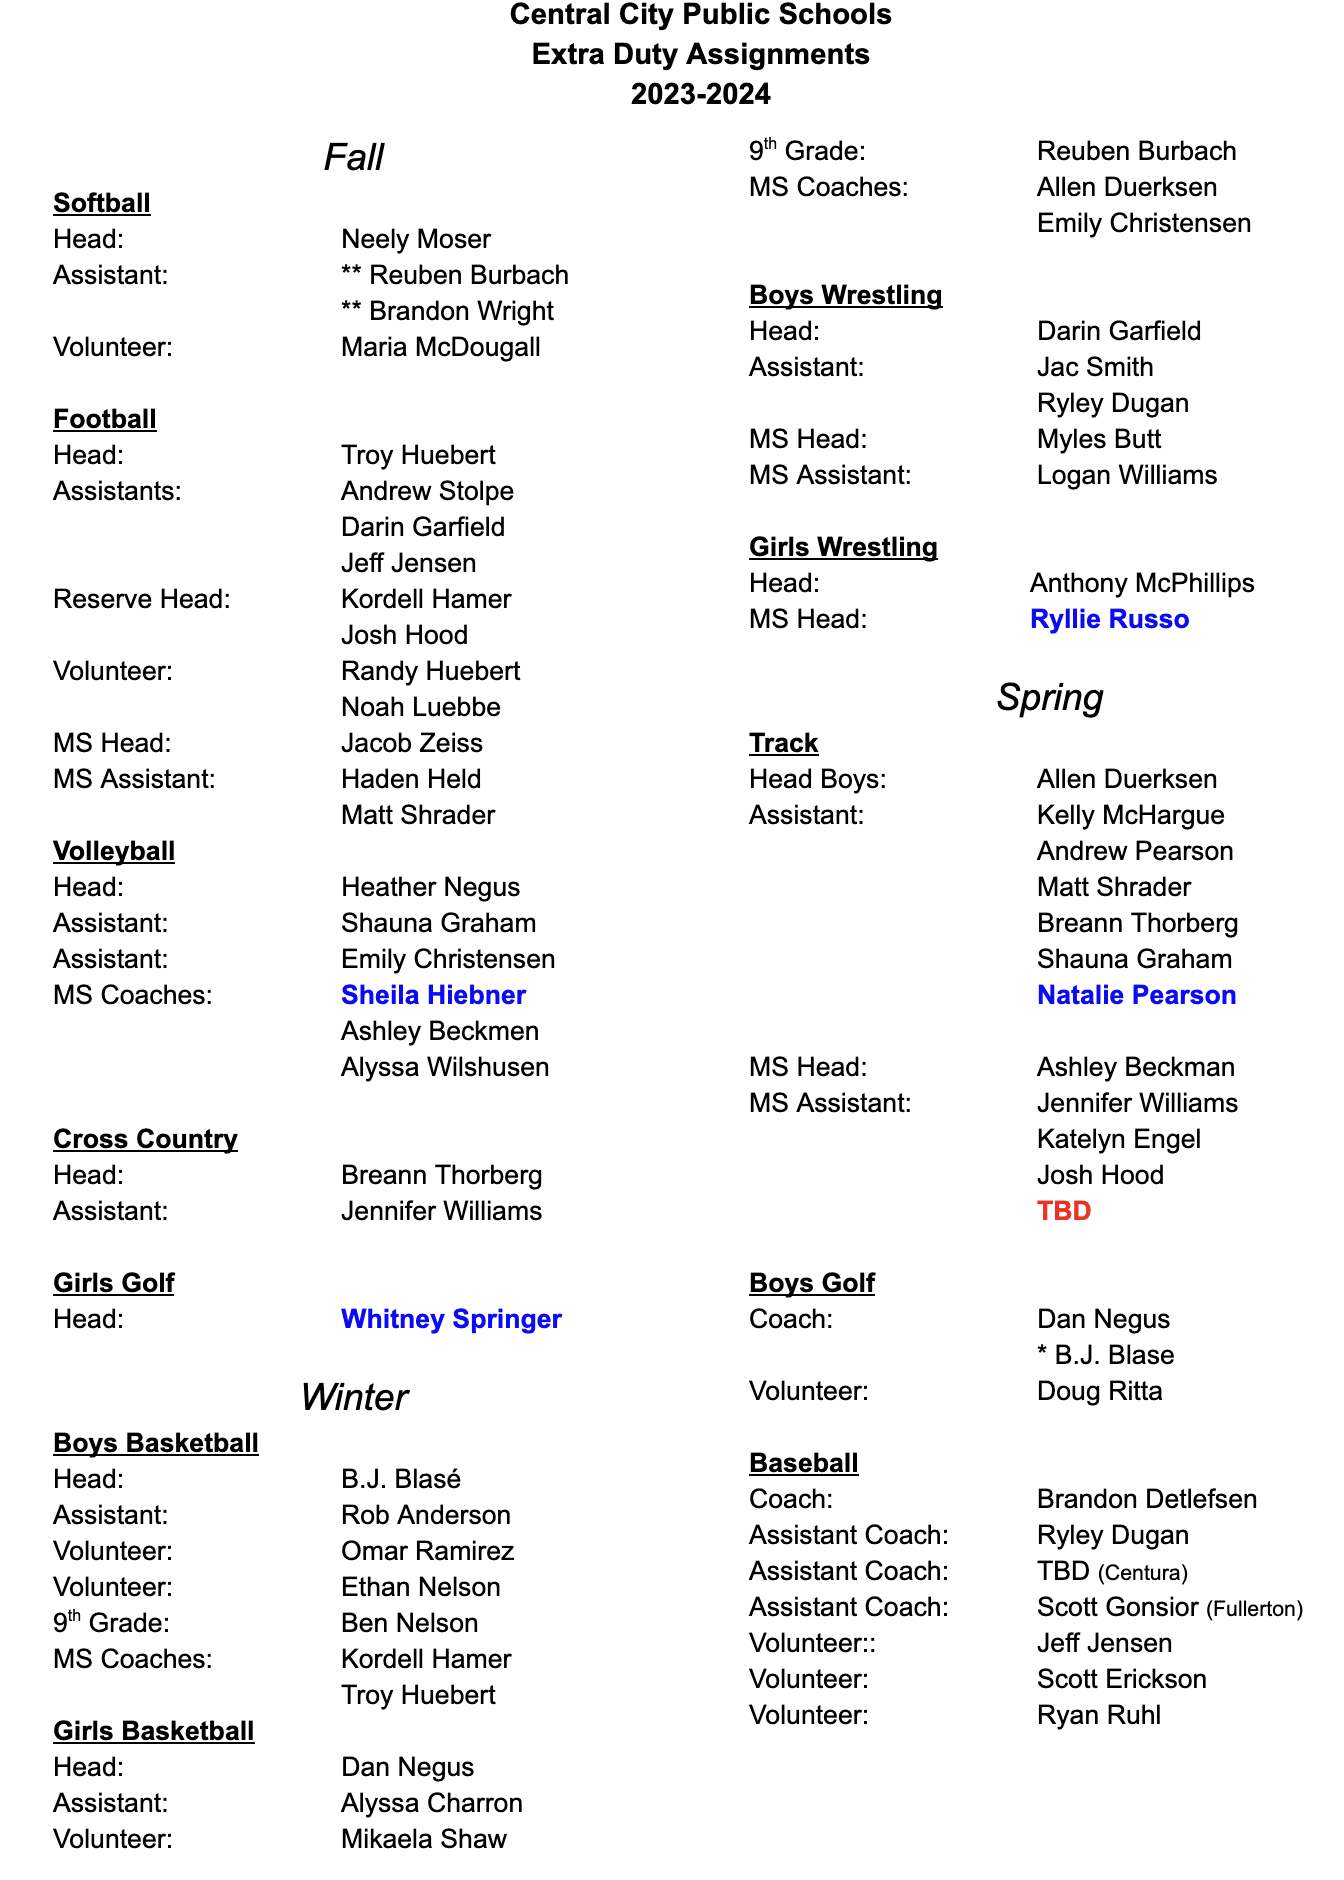 Central City Public Schools
Extra Duty Assignments
2023-2024
Fall
Softball
Head: Neely Moser
Assistant: ** Reuben Burbach
** Brandon Wright
Volunteer: Maria McDougall
Football
Head: Troy Huebert
Assistants: Andrew Stolpe
Darin Garfield
Jeff Jensen
Reserve Head: Kordell Hamer
Josh Hood
Volunteer: Randy Huebert
Noah Luebbe
MS Head: Jacob Zeiss
MS Assistant: Haden Held
Matt Shrader
Volleyball
Head: Heather Negus
Assistant: Shauna Graham
Assistant: Emily Christensen
MS Coaches: Sheila Hiebner
Ashley Beckmen
Alyssa Wilshusen
Cross Country
Head: Breann Thorberg
Assistant: Jennifer Williams
Girls Golf
Head: Whitney Springer
Winter
Boys Basketball
Head: B.J. Blasé
Assistant: Rob Anderson
Volunteer: Omar Ramirez
Volunteer: Ethan Nelson
9th Grade: Ben Nelson
MS Coaches: Kordell Hamer
Troy Huebert
Girls Basketball
Head: Dan Negus
Assistant: Alyssa Charron
Volunteer: Mikaela Shaw
9th Grade: Reuben Burbach
MS Coaches: Allen Duerksen
Emily Christensen
Boys Wrestling
Head: Darin Garfield
Assistant: Jac Smith
Ryley Dugan
MS Head: Myles Butt
MS Assistant: Logan Williams
Girls Wrestling
Head: Anthony McPhillips
MS Head: Ryllie Russo
Spring
Track
Head Boys: Allen Duerksen
Assistant: Kelly McHargue
Andrew Pearson
Matt Shrader
Breann Thorberg
Shauna Graham
Natalie Pearson
MS Head: Ashley Beckman
MS Assistant: Jennifer Williams
Katelyn Engel
Josh Hood
TBD
Boys Golf
Coach: Dan Negus
* B.J. Blase
Volunteer: Doug Ritta
Baseball
Coach: Brandon Detlefsen
Assistant Coach: Ryley Dugan
Assistant Coach: TBD (Centura)
Assistant Coach: Scott Gonsior (Fullerton)
Volunteer:: Jeff Jensen
Volunteer: Scott Erickson
Volunteer: Ryan Ruhl